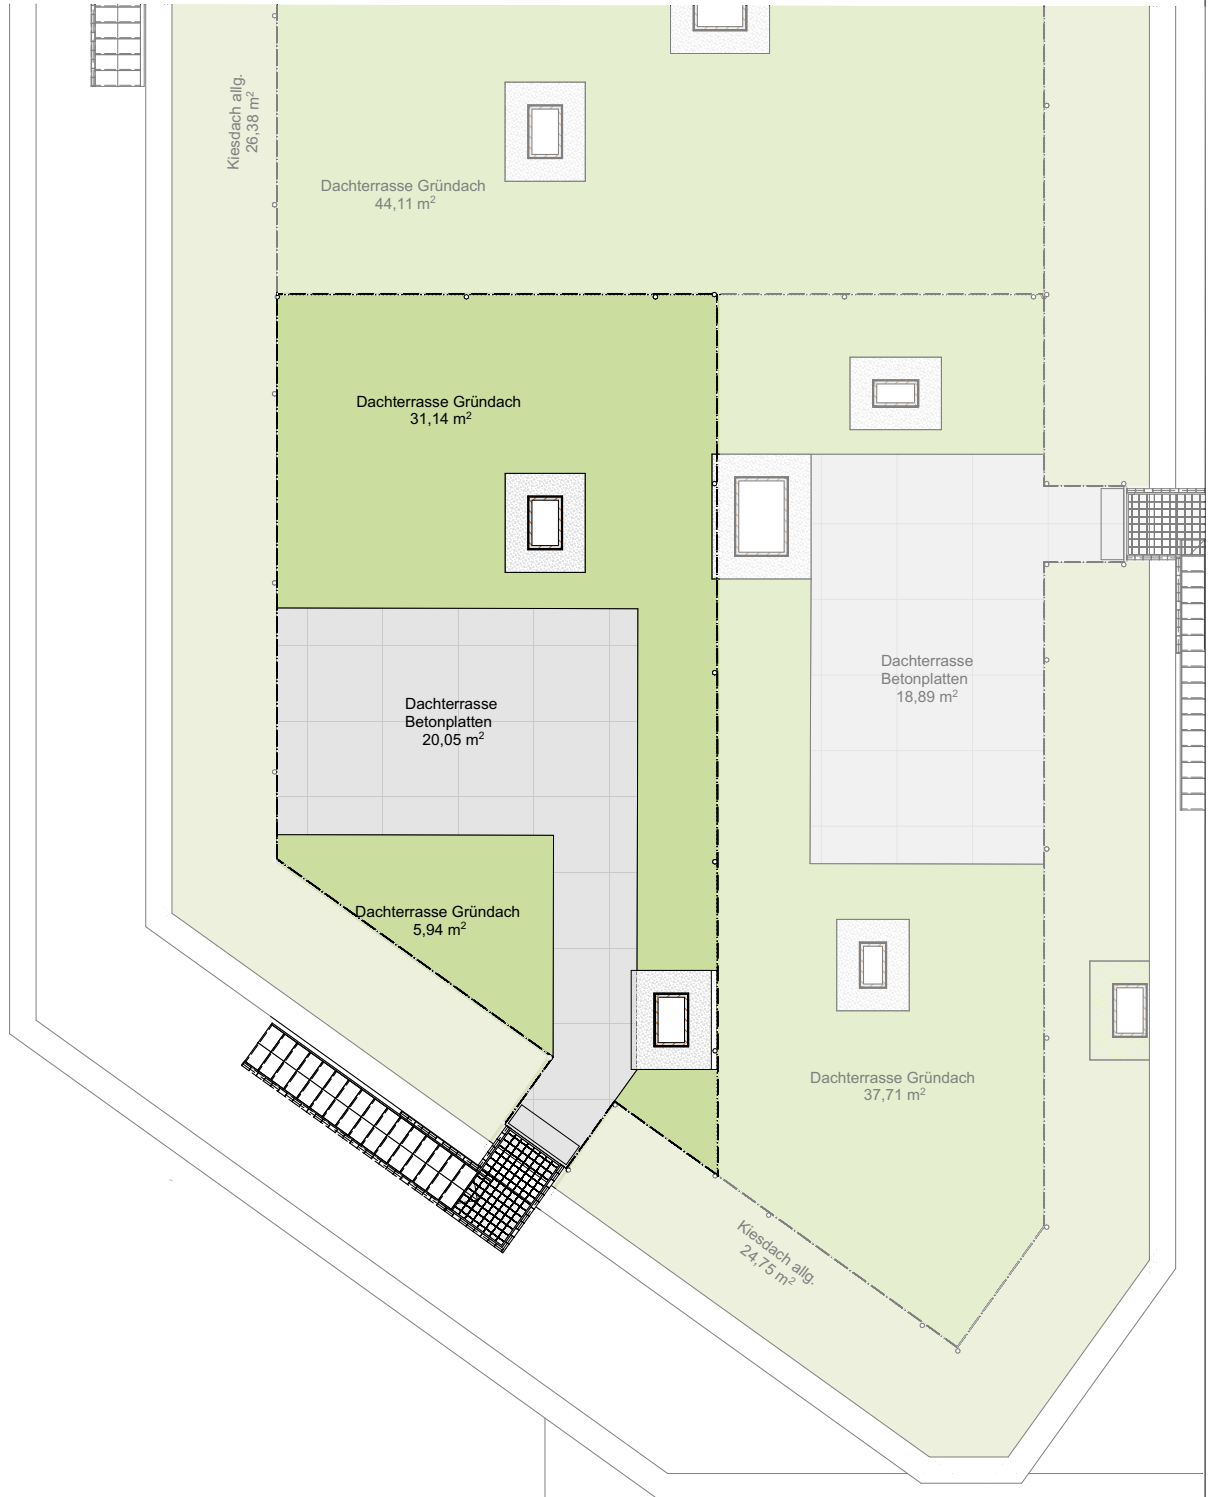 Kiesdach allg.
26,38 m²
Dachterrasse Gründach
44,11 m²
Dachterrasse Gründach
31,14 m²
Dachterrasse
Betonplatten
20,05 m²
Dachterrasse
Betonplatten
18,89 m²
Dachterrasse Gründach
5,94 m²
Dachterrasse Gründach
37,71 m²
Kiesdach allg.
24,75 m²